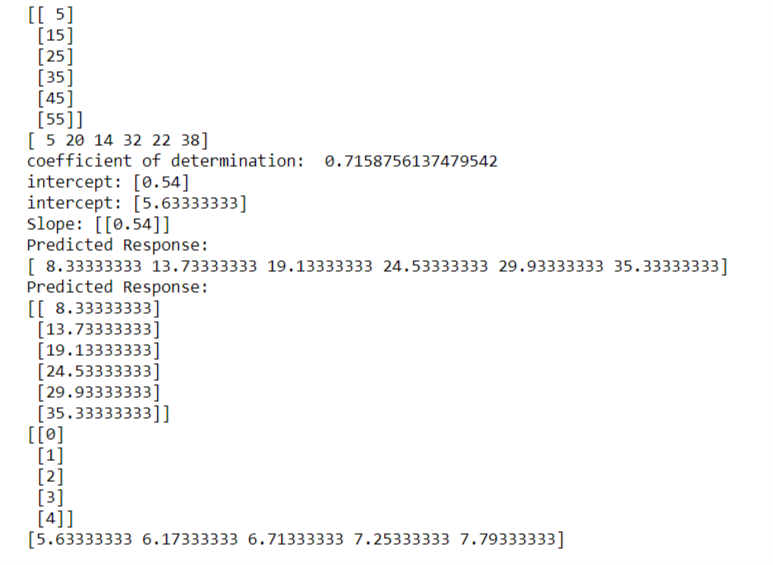 [[ 5]
 [15]
 [25]
 [35]
 [45]
 [55]]
[ 5 20 14 32 22 38]
coefficient of determination:  0.7158756137479542
intercept: [0.54]
intercept: [5.63333333]
Slope: [[0.54]]
Predicted Response:
[ 8.33333333 13.73333333 19.13333333 24.53333333 29.93333333 35.33333333]
Predicted Response:
[[ 8.33333333]
 [13.73333333]
 [19.13333333]
 [24.53333333]
 [29.93333333]
 [35.33333333]]
[[0]
 [1]
 [2]
 [3]
 [4]]
[5.63333333 6.17333333 6.71333333 7.25333333 7.79333333]